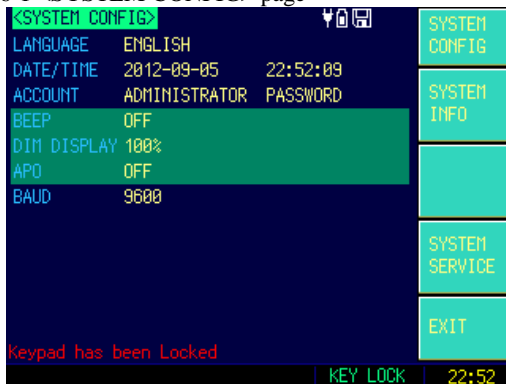 <SYSTEM CONFIG>
LANGUAGE ENGLISH
DATE/TIME 2012-09-05 22:52:09
ACCOUNT ADMINISTRATOR PASSWORD
BEEP OFF
DIM DISPLAY 100%
APO OFF
BAUD 9600
Keypad has been Locked
KEY LOCK 22:52
SYSTEM
CONFIG
SYSTEM
INFO
SYSTEM
SERVICE
EXIT